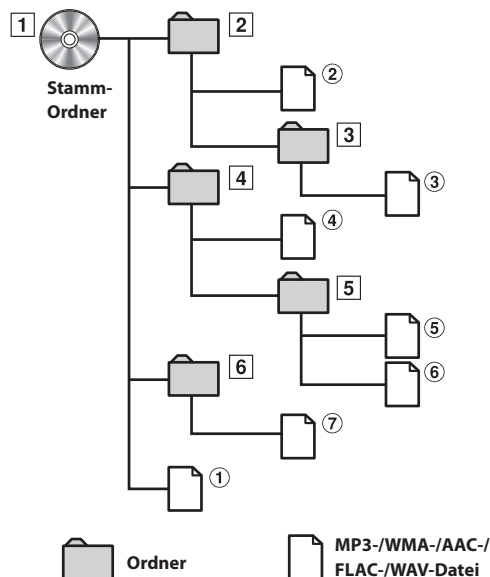 1
Stamm-
Ordner
2
②
3
③
4
④
5
⑤
⑥
6
⑦
①
Ordner
MP3-/WMA-/AAC-/
FLAC-/WAV-Datei